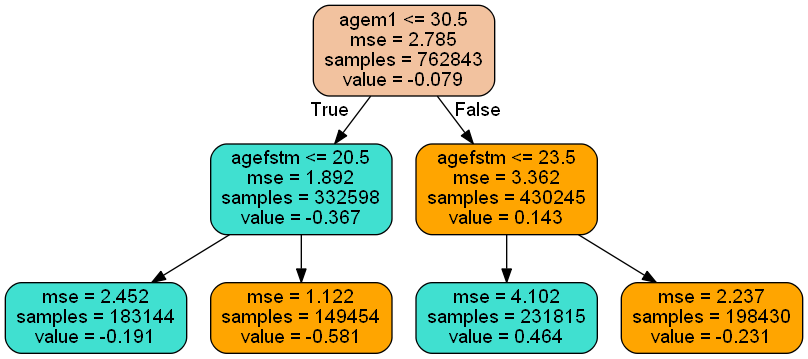 agem1 <= 30.5
mse = 2.785
samples = 762843
value = -0.079
True
False
agefstm <= 20.5
mse = 1.892
samples = 332598
value = -0.367
agefstm <= 23.5
mse = 3.362
samples = 430245
value = 0.143
mse = 2.452
samples = 183144
value = -0.191
mse = 1.122
samples = 149454
value = -0.581
mse = 4.102
samples = 231815
value = 0.464
mse = 2.237
samples = 198430
value = -0.231